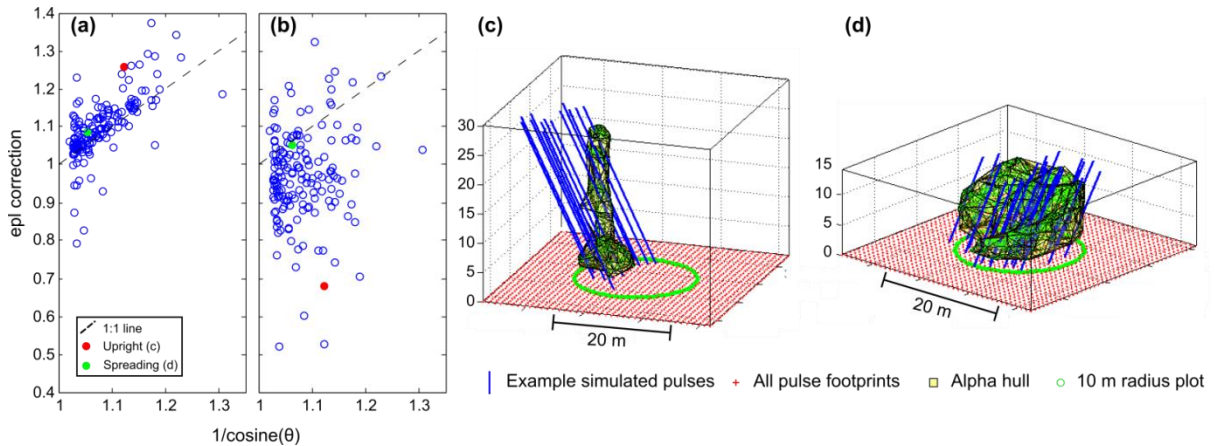 (a)
(b)
(c)
(d)
epl correction
1.4
1.3
1.2
1.1
1
0.9
0.8
0.7
0.6
0.5
0.4
1:1 line
Upright (c)
Spreading (d)
1 1.1 1.2 1.3
1 1.1 1.2 1.3
1/cosine(θ)
30
25
20
15
10
5
0
20 m
15
10
5
0
20 m
Example simulated pulses + All pulse footprints Alpha hull 10 m radius plot